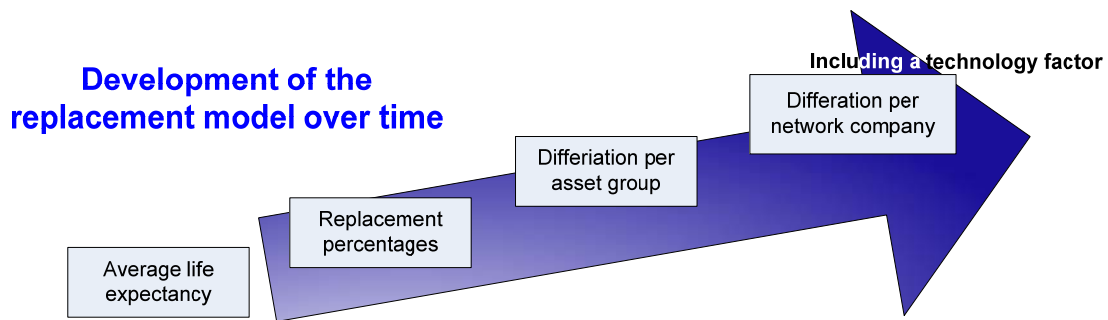 Development of the
replacement model over time
Including a technology factor
Differation per
network company
Differiation per
asset group
Replacement
percentages
Average life
expectancy